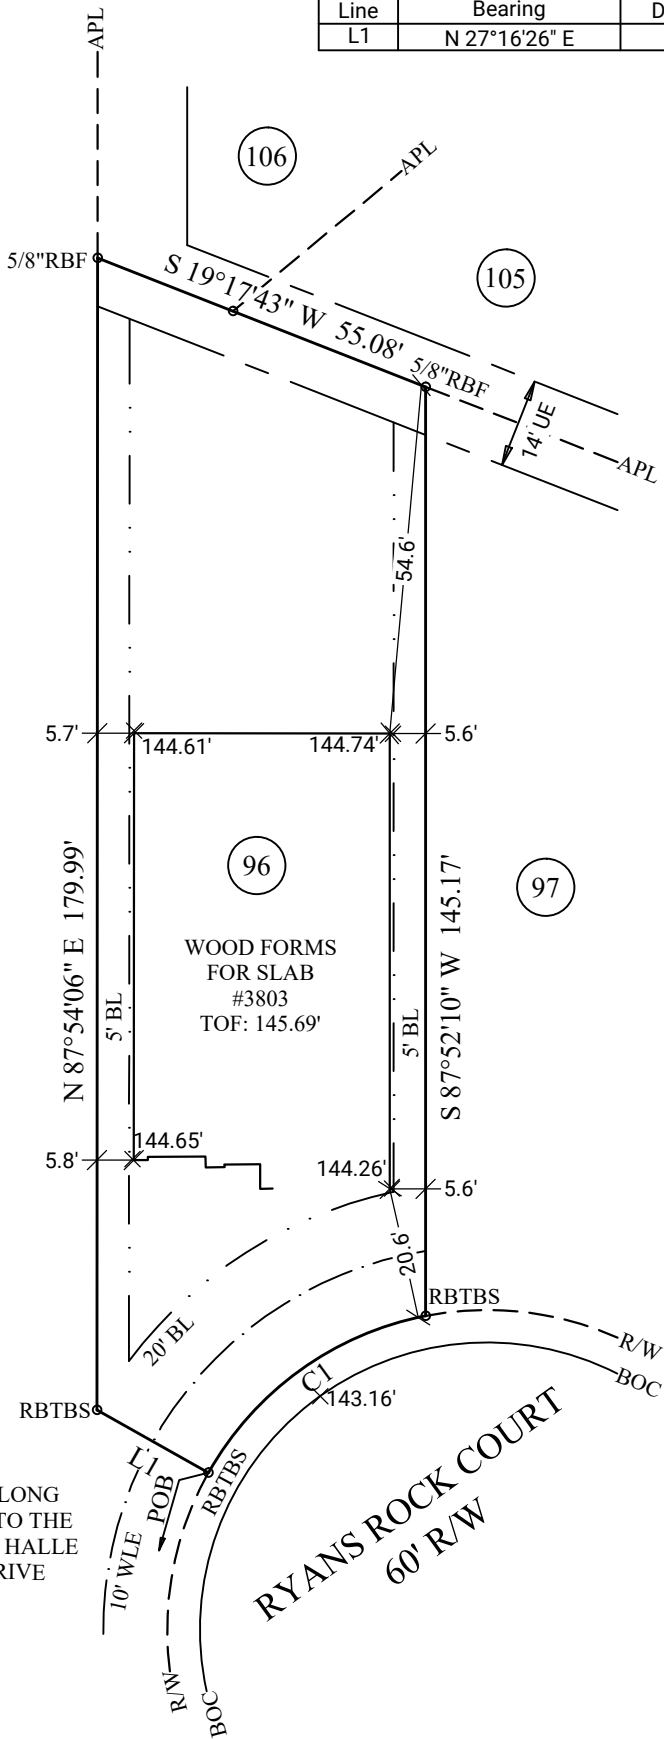 Line Bearing D
L1 N 27°16'26" E
APL
106
APL
5/8"RBF
S 19°17'43" W 55.08'
105
5/8"RBF
14' UE
APL
54.6'
5.7'
144.61'
144.74'
5.6'
96
97
N 87°54'06" E 179.99'
5' BL
WOOD FORMS
FOR SLAB
#3803
TOF: 145.69'
5' BL
S 87°52'10" W 145.17'
5.8'
144.65'
144.26'
5.6'
20.6'
RBTBS
20' BL
R/W
BOC
C1
143.16'
RBTBS
L1
POB
RBTBS
LONG
TO THE
HALLE
RIVE
10' WLE
RYANS ROCK COURT
60' R/W
R/W
BOC